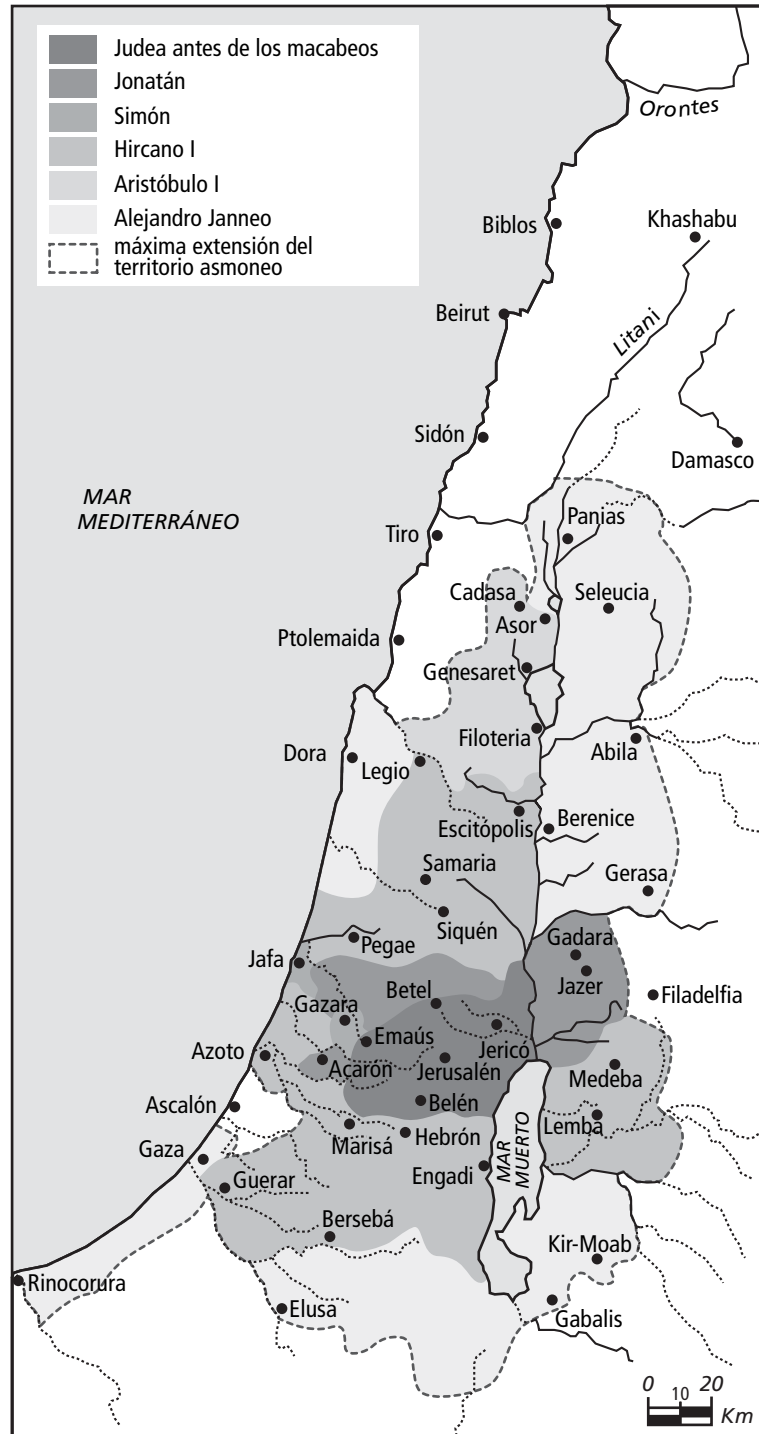 Judea antes de los macabeos
Jonatán
Simón
Hircano I
Aristóbulo I
Alejandro Janneo
máxima extensión del
territorio asmoneo
Orontes
Biblos
Khashabu
Beirut
Litani
Sidón
Damasco
MAR
MEDITERRÁNEO
Tiro
Panias
Cadasa
Seleucia
Asor
Ptolemaida
Genesaret
Filoteria
Abila
Dora
Legio
Escitópolis
Berenice
Samaria
Gerasa
Siquén
Pegae
Gadara
Jafa
Jazer
Betel
Filadelfia
Gazara
Emaús
Jericó
Azoto
Acarón
Jerusalén
Medeba
Ascalón
Belén
Lemba
Marisá
Hebrón
MAR
MUERTO
Gaza
Engadi
Guerar
Bersebá
Kir-Moab
Rinocorura
Elusa
Gabalis
0 10 20
Km